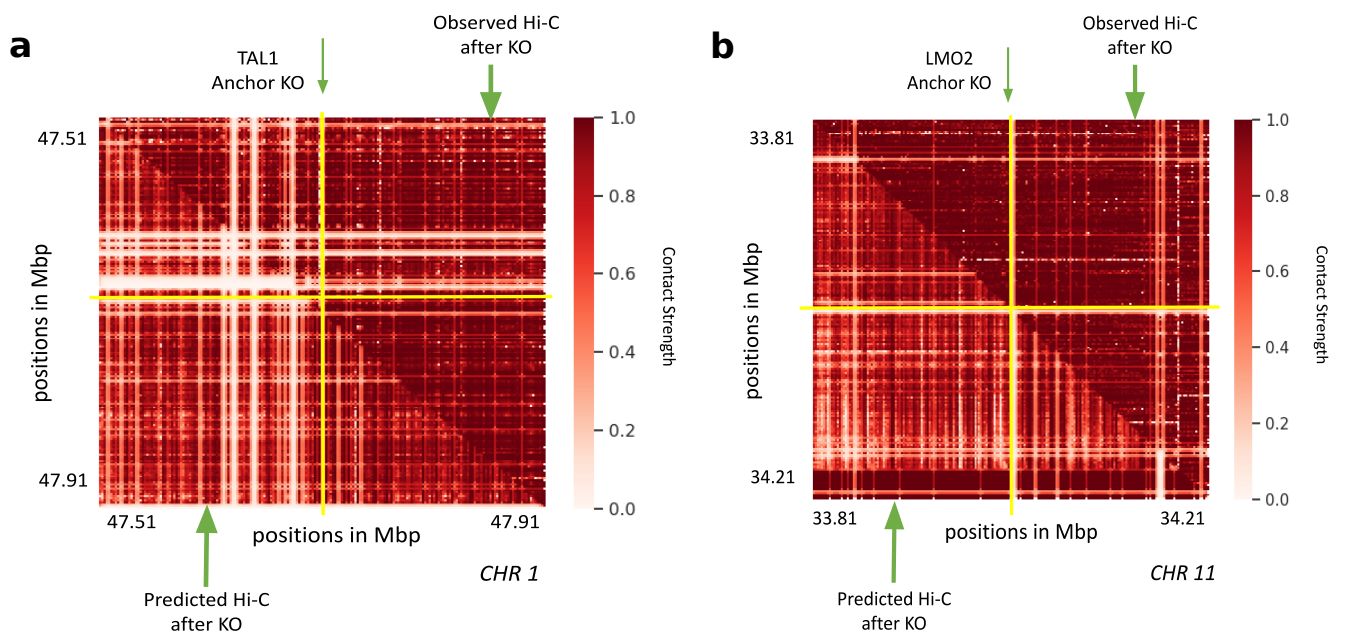 a
TAL1
Anchor KO
Observed Hi-C
after KO
47.51
47.91
positions in Mbp
47.51
47.91
positions in Mbp
1.0
0.8
0.6
0.4
0.2
0.0
Contact Strength
CHR 1
Predicted Hi-C
after KO
b
LMO2
Anchor KO
Observed Hi-C
after KO
33.81
34.21
positions in Mbp
33.81
34.21
positions in Mbp
1.0
0.8
0.6
0.4
0.2
0.0
Contact Strength
CHR 11
Predicted Hi-C
after KO